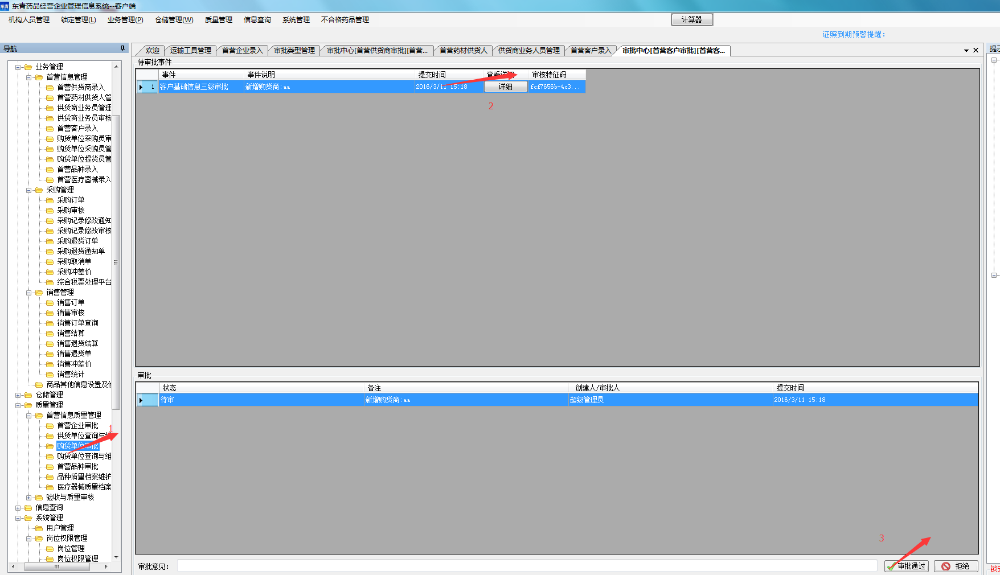 东青
东青药品经营企业管理信息系统--客户端
机构人员管理 锁定管理(L) 业务管理(P) 仓储管理(W) 质量管理 信息查询 系统管理 不合格药品管理
计算器
证照到期预警提醒：
导航
业务管理
首营信息管理
首营供货商录入
首营药材供货人管
供货商业务员管理
供货商业务员审核
首营客户录入
购货单位采购员审
购货单位采购员管
购货单位提货员管
首营品种录入
首营医疗器械录入
采购管理
采购订单
采购审核
采购记录修改通知
采购记录修改审核
采购退货订单
采购退货通知单
采购取消单
采购冲差价
综合税票处理平台
销售管理
销售订单
销售审核
销售订单查询
销售结算
销售退货结算
销售退货单
销售冲差价
销售统计
商品其他信息设置及
仓储管理
质量管理
首营信息质量管理
首营企业审批
供货单位查询与维
购货单位审批
购货单位查询与维
首营品种审批
品种质量档案维护
医疗器械质量档案
验收与质量审核
信息查询
系统管理
用户管理
岗位权限管理
岗位管理
岗位权限管理
1
欢迎 运输工具管理 首营企业录入 审批类型管理 审批中心[首营供货商审批][首营... 首营药材供货人 供货商业务人员管理 首营客户录入 审批中心[首营客户审批][首营客...
待审批事件
事件 事件说明 提交时间 查看详细 审核特征码
1 客户基础信息三级审批 新增购货商:aa 2016/3/11 15:18 详细 fcf7656b-4c3...
2
审批
状态 备注 创建人/审批人 提交时间
待审 新增购货商:aa 超级管理员 2016/3/11 15:18
3
审批意见：
审批通过 拒绝
提示
锁定